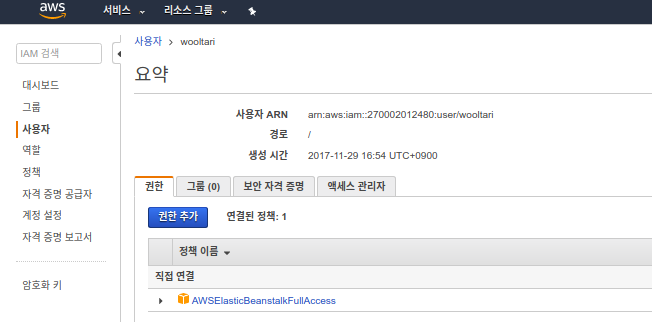 aws 서비스 리소스 그룹
IAM 검색
대시보드
그룹
사용자
역할
정책
자격 증명 공급자
계정 설정
자격 증명 보고서
암호화 키
사용자 > wooltari
요약
사용자 ARN arn:aws:iam::270002012480:user/wooltari
경로 /
생성 시간 2017-11-29 16:54 UTC+0900
권한 그룹 (0) 보안 자격 증명 액세스 관리자
권한 추가 연결된 정책: 1
정책 이름
직접 연결
AWSElasticBeanstalkFullAccess